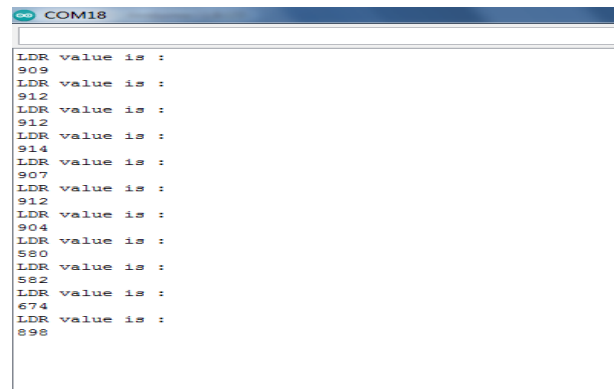 COM18
LDR value is :
909
LDR value is :
912
LDR value is :
912
LDR value is :
914
LDR value is :
907
LDR value is :
912
LDR value is :
904
LDR value is :
580
LDR value is :
582
LDR value is :
674
LDR value is :
898